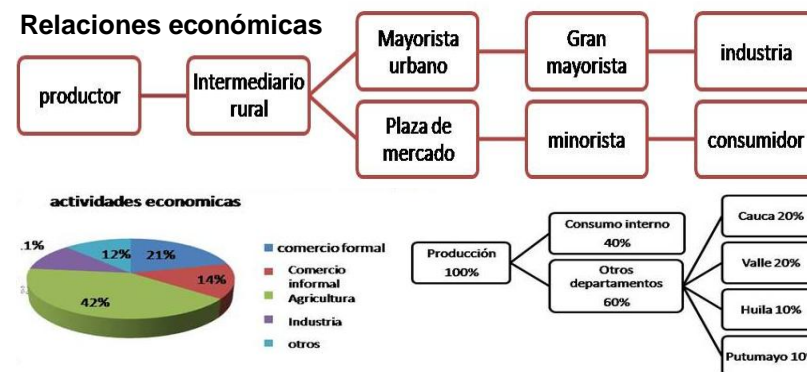 Relaciones económicas
productor
Intermediario
rural
Mayorista
urbano
Gran
mayorista
industria
Plaza de
mercado
minorista
consumidor
actividades economicas
.1%
12%
21%
14%
42%
comercio formal
Comercio
informal
Agricultura
Industria
otros
Producción
100%
Consumo interno
40%
Otros
departamentos
60%
Cauca 20%
Valle 20%
Huila 10%
Putumayo 10%